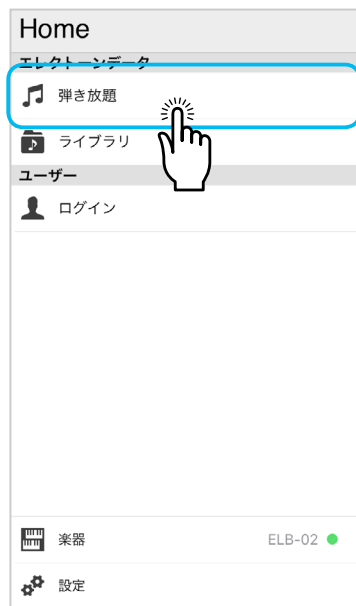 Home
エレクトーンデータ
弾き放題
ライブラリ
ユーザー
ログイン
楽器 ELB-02
設定